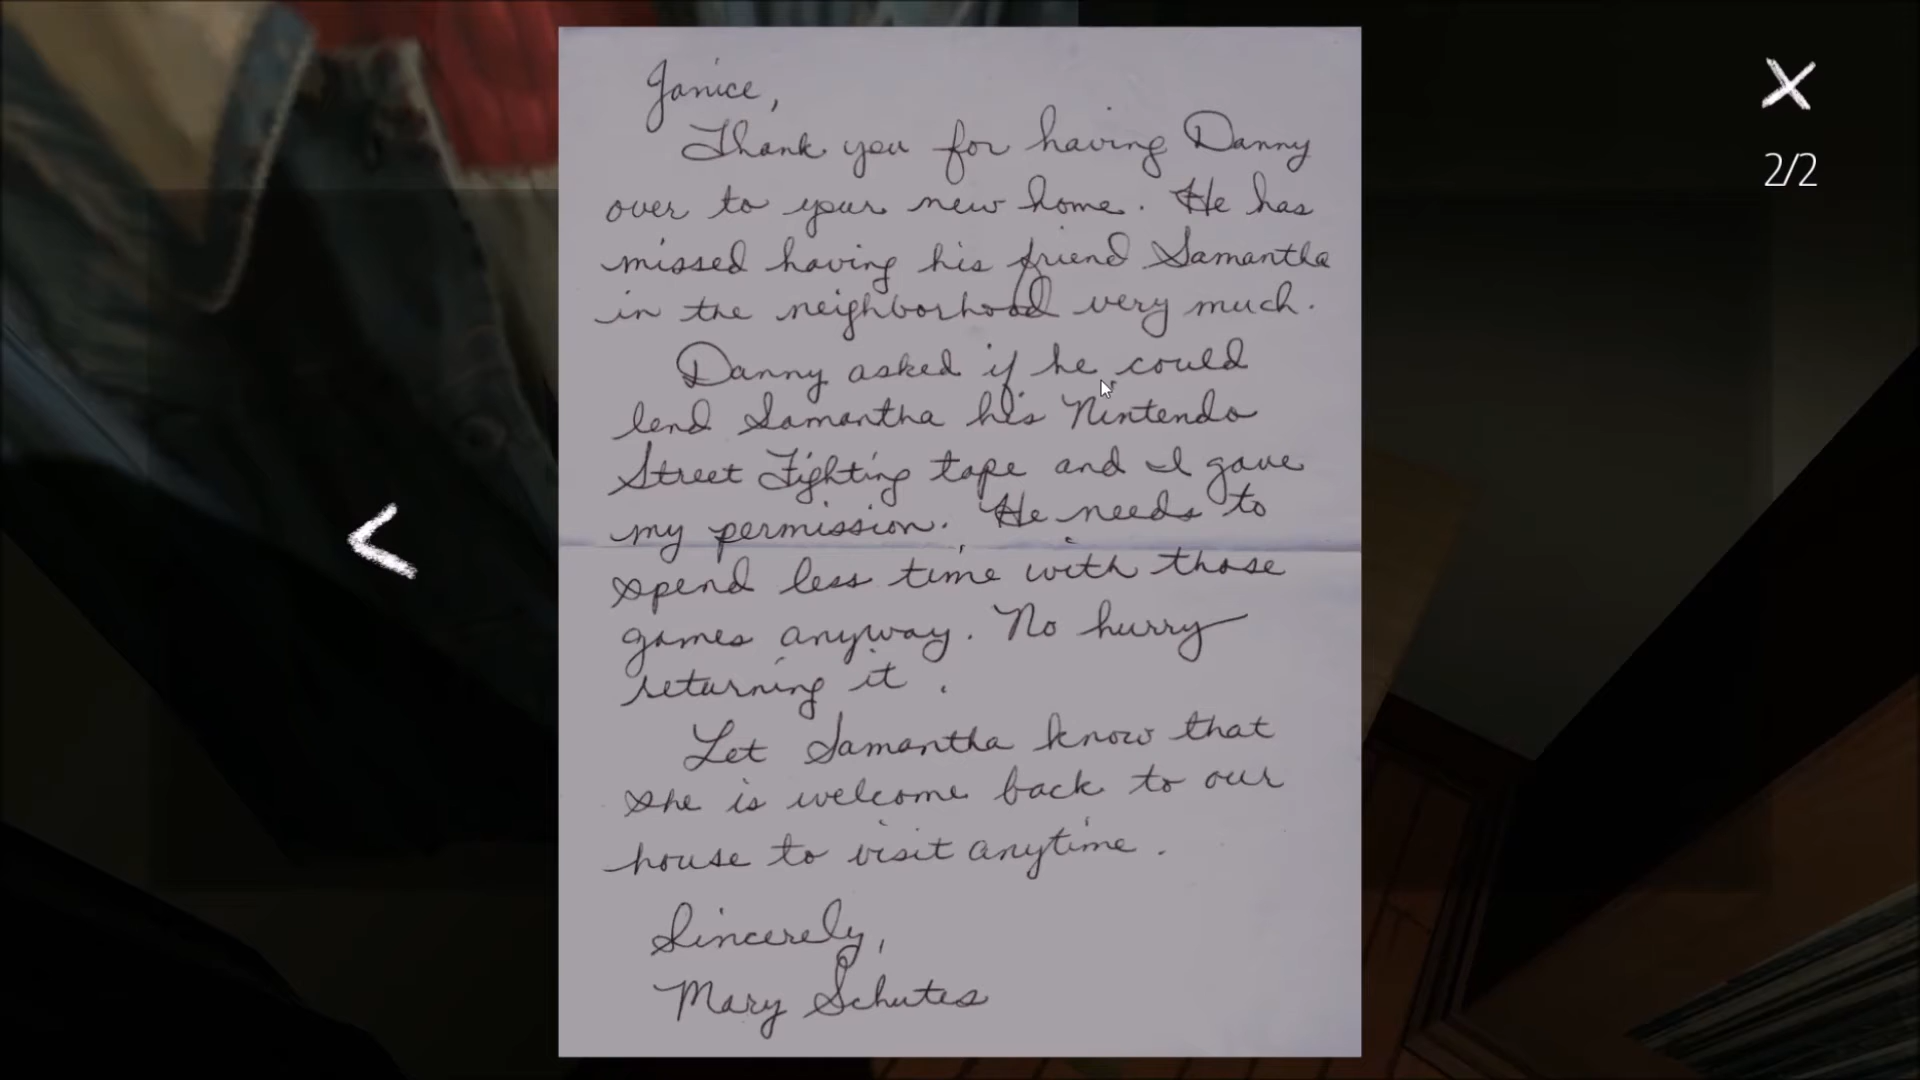 Janice,
Thank you for having Danny
over to your new home. He has
missed having his friend Samantha
in the neighborhood very much.
Danny asked if he could
lend Samantha his Nintendo
Street Fighting tape and I gave
my permission. He needs to
spend less time with those
games anyway. No hurry
returning it.
Let Samantha know that
she is welcome back to our
house to visit anytime.
Sincerely,
Mary Schutes
2/2